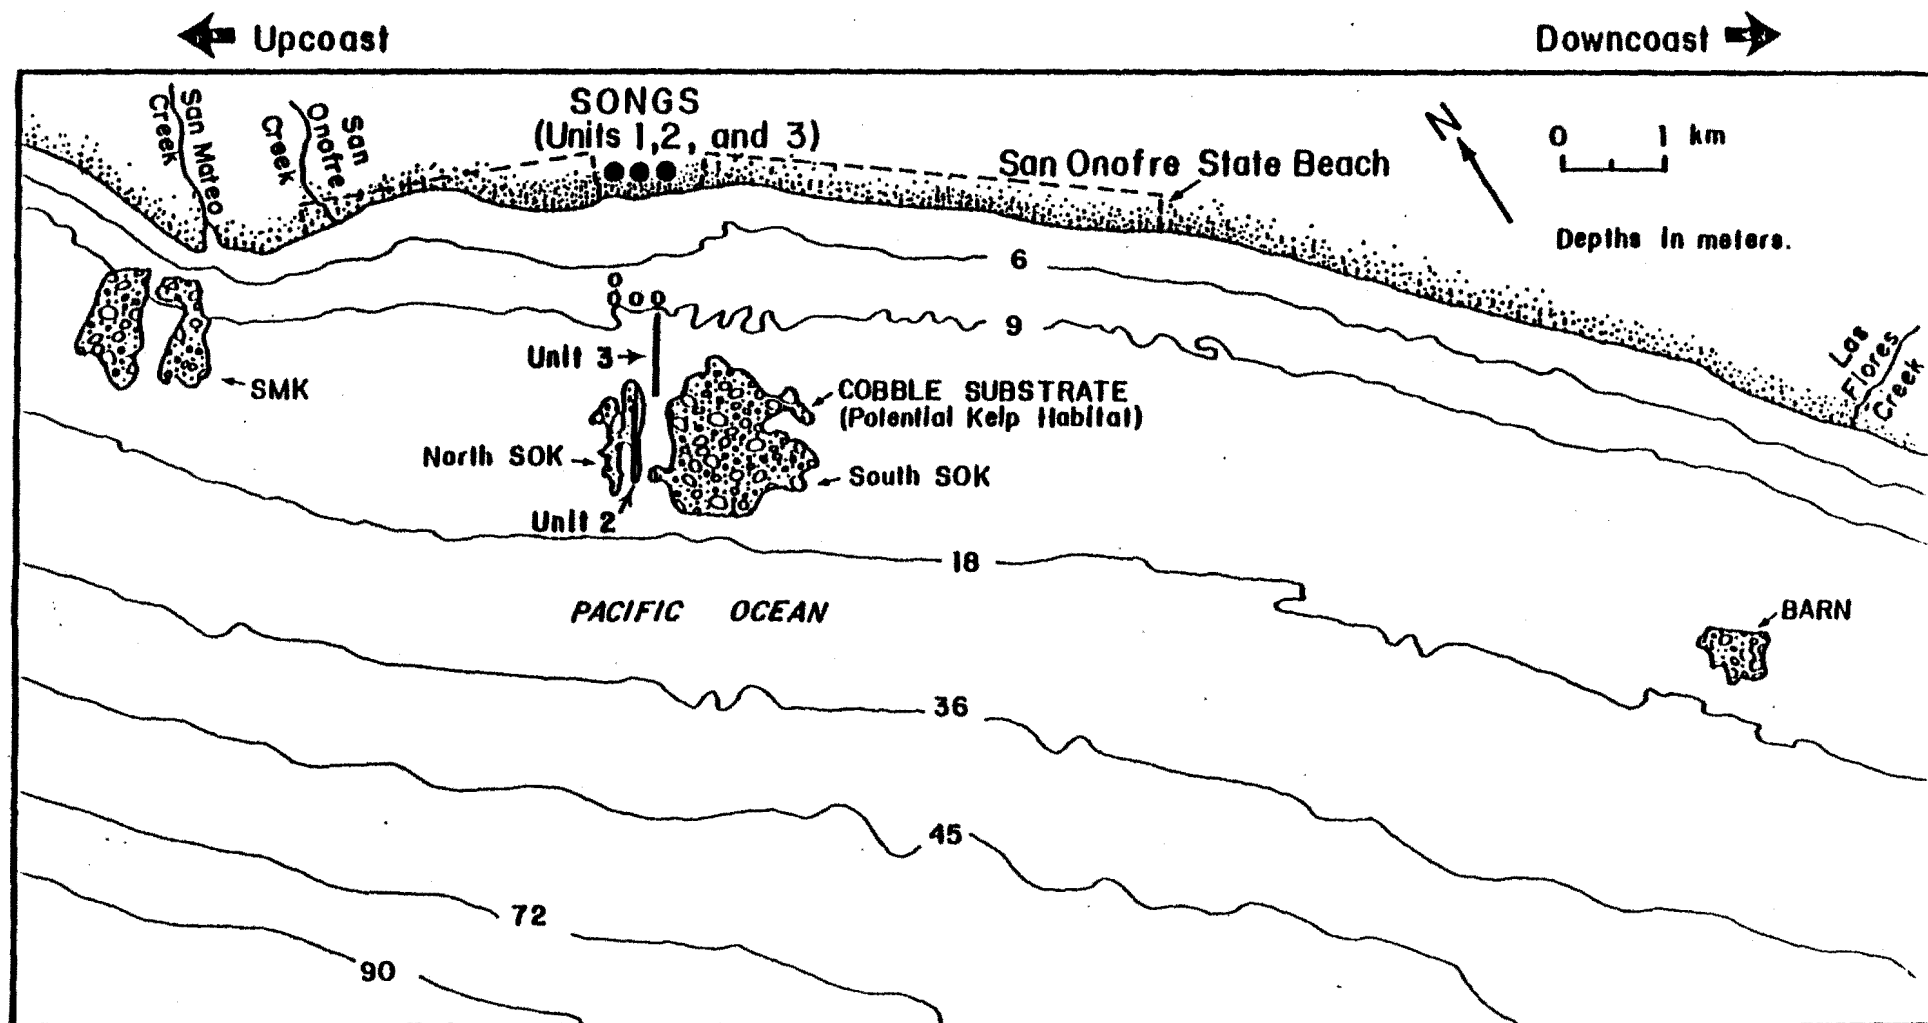 Upcoast
Downcoast
San Mateo
Creek
San
Onofre
Creek
SONGS
(Units 1,2, and 3)
San Onofre State Beach
N
0 1 km
Depths in meters.
6
9
Unit 3
SMK
COBBLE SUBSTRATE
(Potential Kelp Habitat)
North SOK
South SOK
Unit 2
Las
Flores
Creek
18
PACIFIC OCEAN
BARN
36
45
72
90